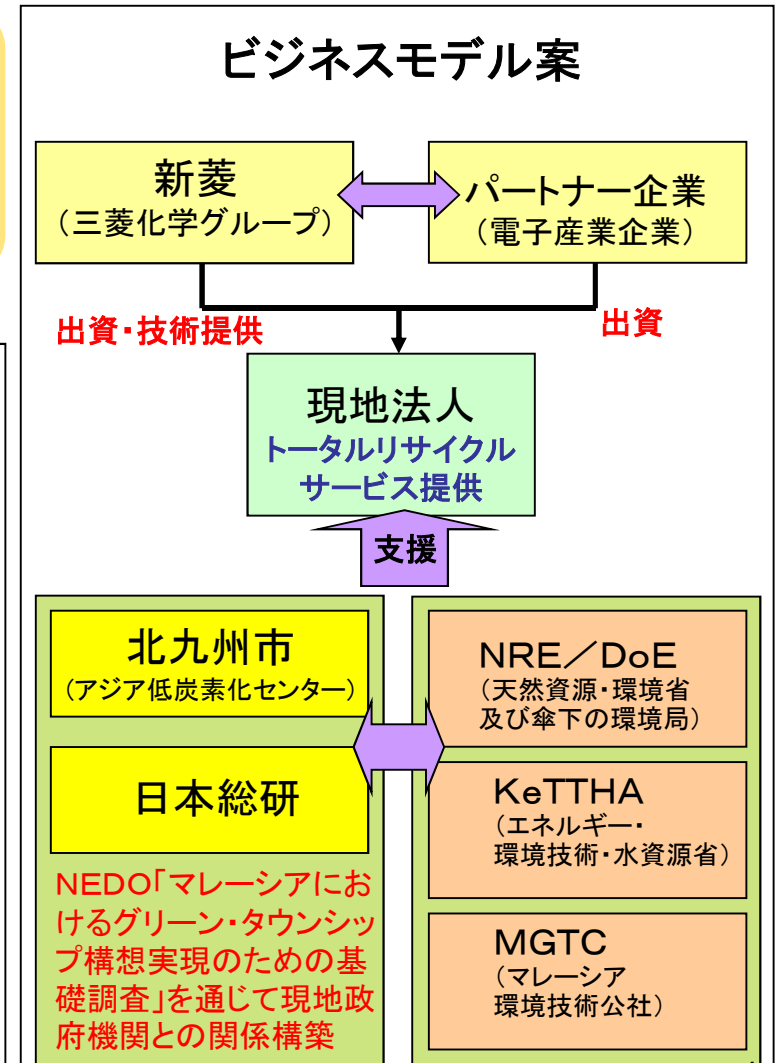 ビジネスモデル案
新菱
（三菱化学グループ）
パートナー企業
（電子産業企業）
出資・技術提供
出資
現地法人
トータルリサイクル
サービス提供
支援
北九州市
（アジア低炭素化センター）
日本総研
NEDO「マレーシアにお
けるグリーン・タウンシッ
プ構想実現のための基
礎調査」を通じて現地政
府機関との関係構築
NRE／DoE
（天然資源・環境省
及び傘下の環境局）
KeTTHA
（エネルギー・
環境技術・水資源省）
MGTC
（マレーシア
環境技術公社）